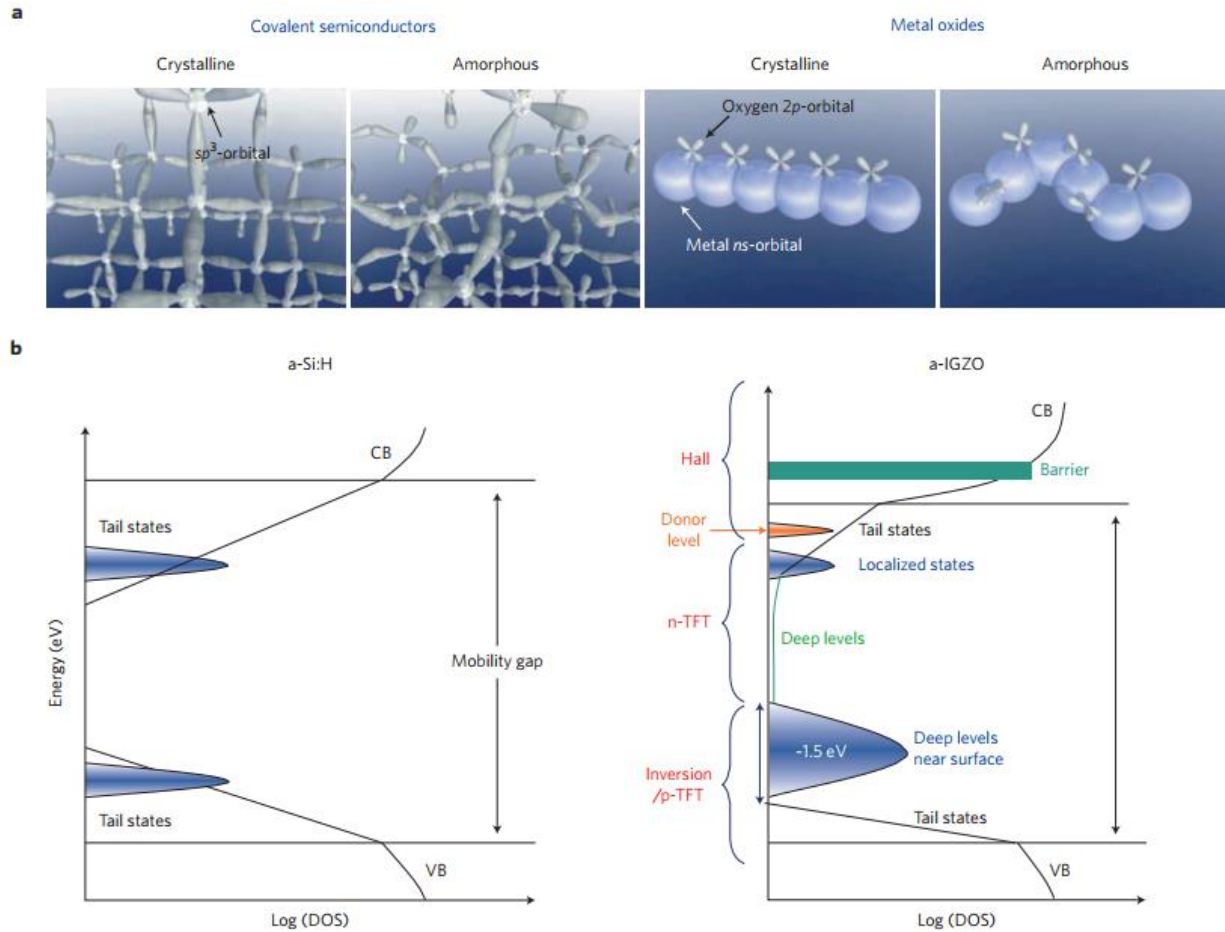 a
Covalent semiconductors
Metal oxides
Crystalline
Amorphous
Crystalline
Amorphous
sp³-orbital
Oxygen 2p-orbital
Metal ns-orbital
b
a-Si:H
a-IGZO
CB
Tail states
Mobility gap
Tail states
VB
Energy (eV)
Log (DOS)
CB
Hall
Barrier
Donor
level
Tail states
Localized states
n-TFT
Deep levels
-1.5 eV
Deep levels
near surface
Inversion
/p-TFT
Tail states
VB
Log (DOS)